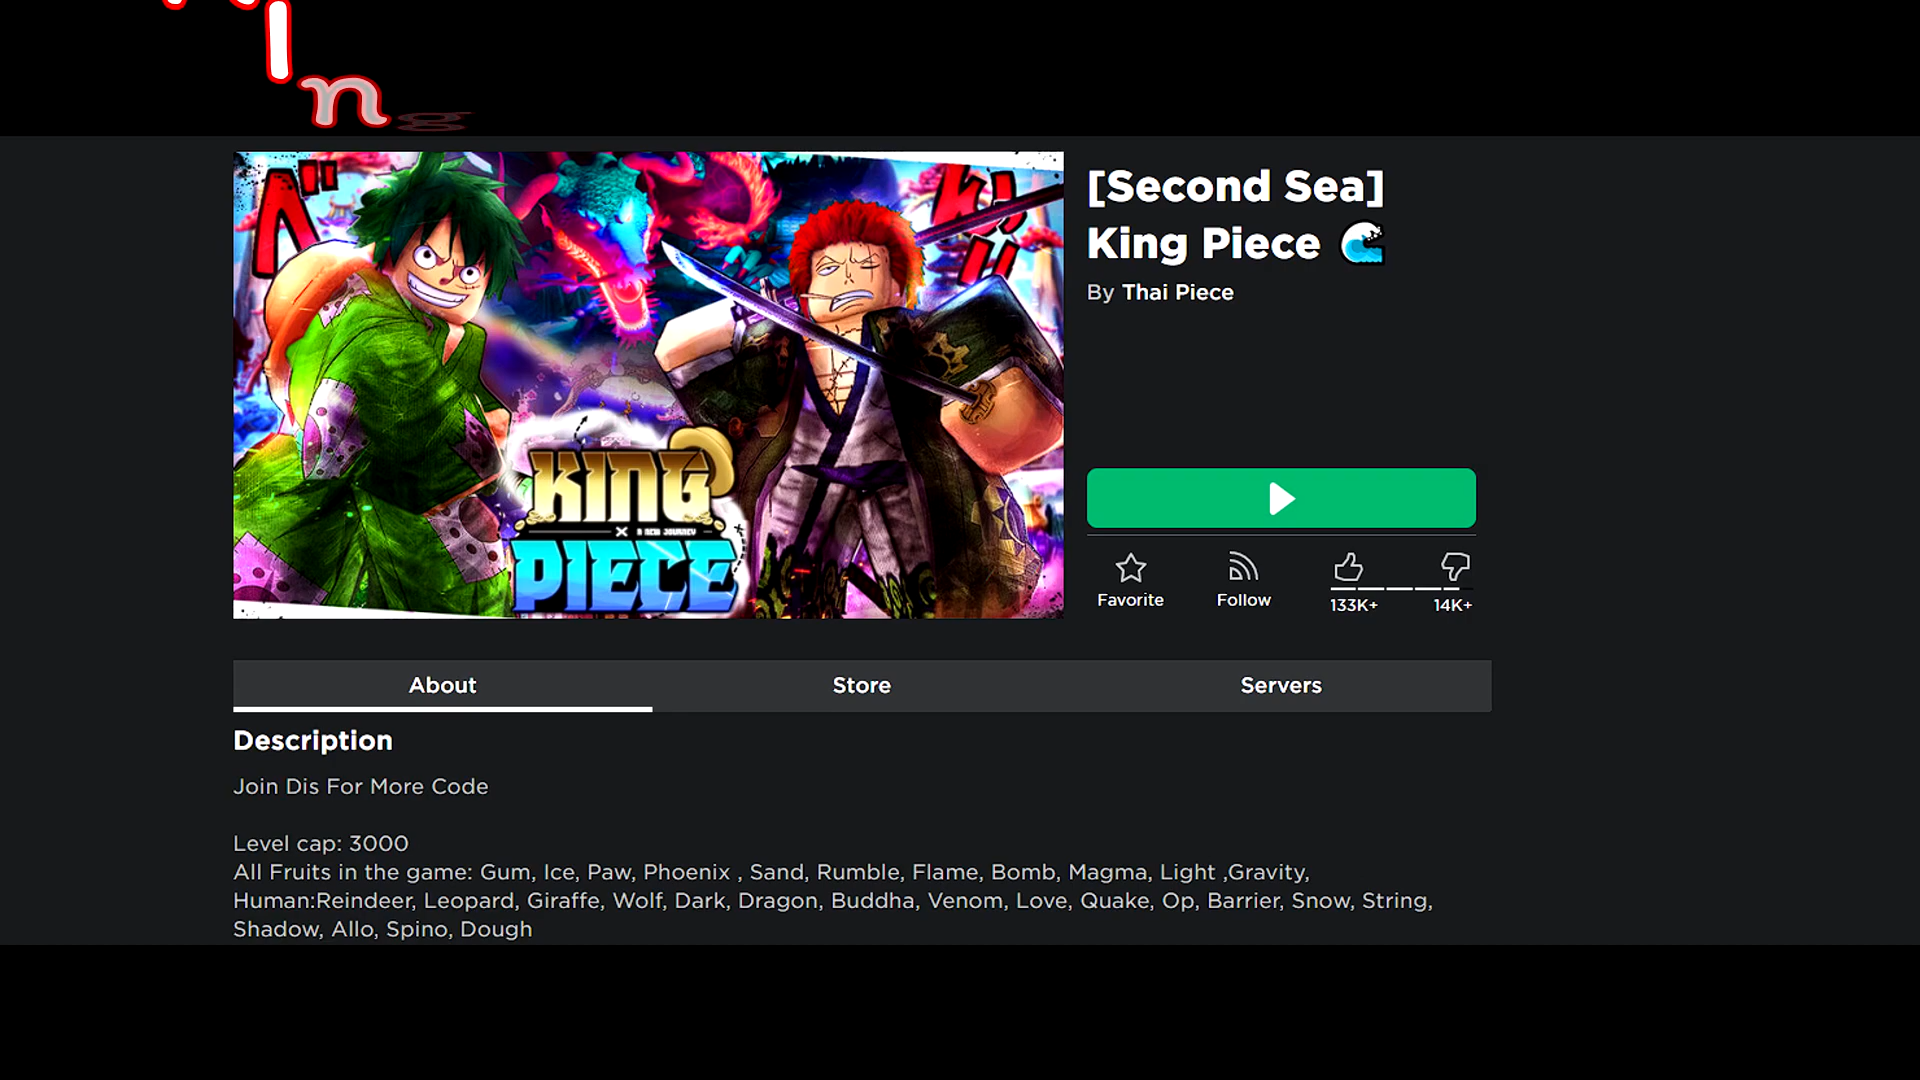 in
[Second Sea]
King Piece
By Thai Piece
KING
A NEW JOURNEY
PIECE
Favorite
Follow
133K+
14K+
About
Store
Servers
Description
Join Dis For More Code
Level cap: 3000
All Fruits in the game: Gum, Ice, Paw, Phoenix , Sand, Rumble, Flame, Bomb, Magma, Light ,Gravity,
Human:Reindeer, Leopard, Giraffe, Wolf, Dark, Dragon, Buddha, Venom, Love, Quake, Op, Barrier, Snow, String,
Shadow, Allo, Spino, Dough